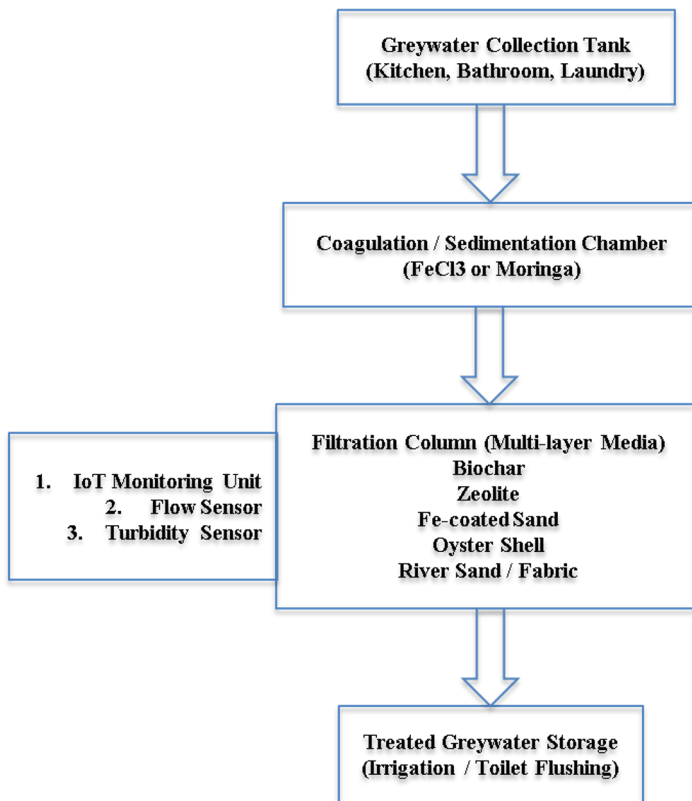 Greywater Collection Tank
(Kitchen, Bathroom, Laundry)
Coagulation / Sedimentation Chamber
(FeCl3 or Moringa)
1. IoT Monitoring Unit
2. Flow Sensor
3. Turbidity Sensor
Filtration Column (Multi-layer Media)
Biochar
Zeolite
Fe-coated Sand
Oyster Shell
River Sand / Fabric
Treated Greywater Storage
(Irrigation / Toilet Flushing)